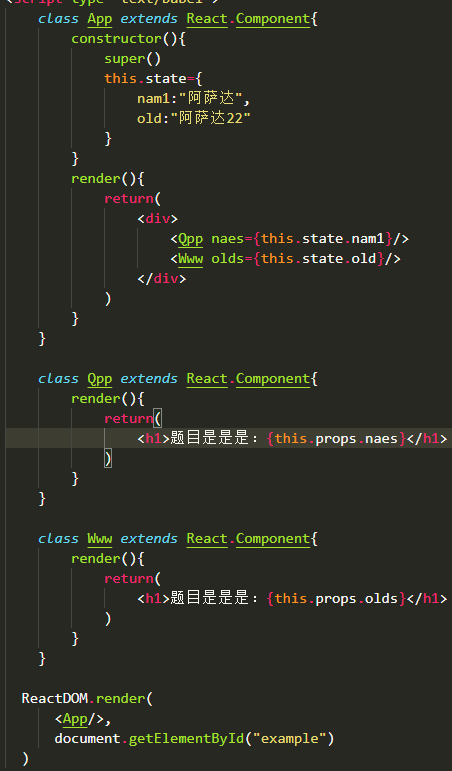 <script type="text/babel">
class App extends React.Component{
constructor(){
super()
this.state={
nam1:"阿萨达",
old:"阿萨达22"
}
}
render(){
return(
<div>
<Qpp naes={this.state.nam1}/>
<Www olds={this.state.old}/>
</div>
)
}
}
class Qpp extends React.Component{
render(){
return(
<h1>题目是是是：{this.props.naes}</h1>
)
}
}
class Www extends React.Component{
render(){
return(
<h1>题目是是是：{this.props.olds}</h1>
)
}
}
ReactDOM.render(
<App/>,
document.getElementById("example")
)